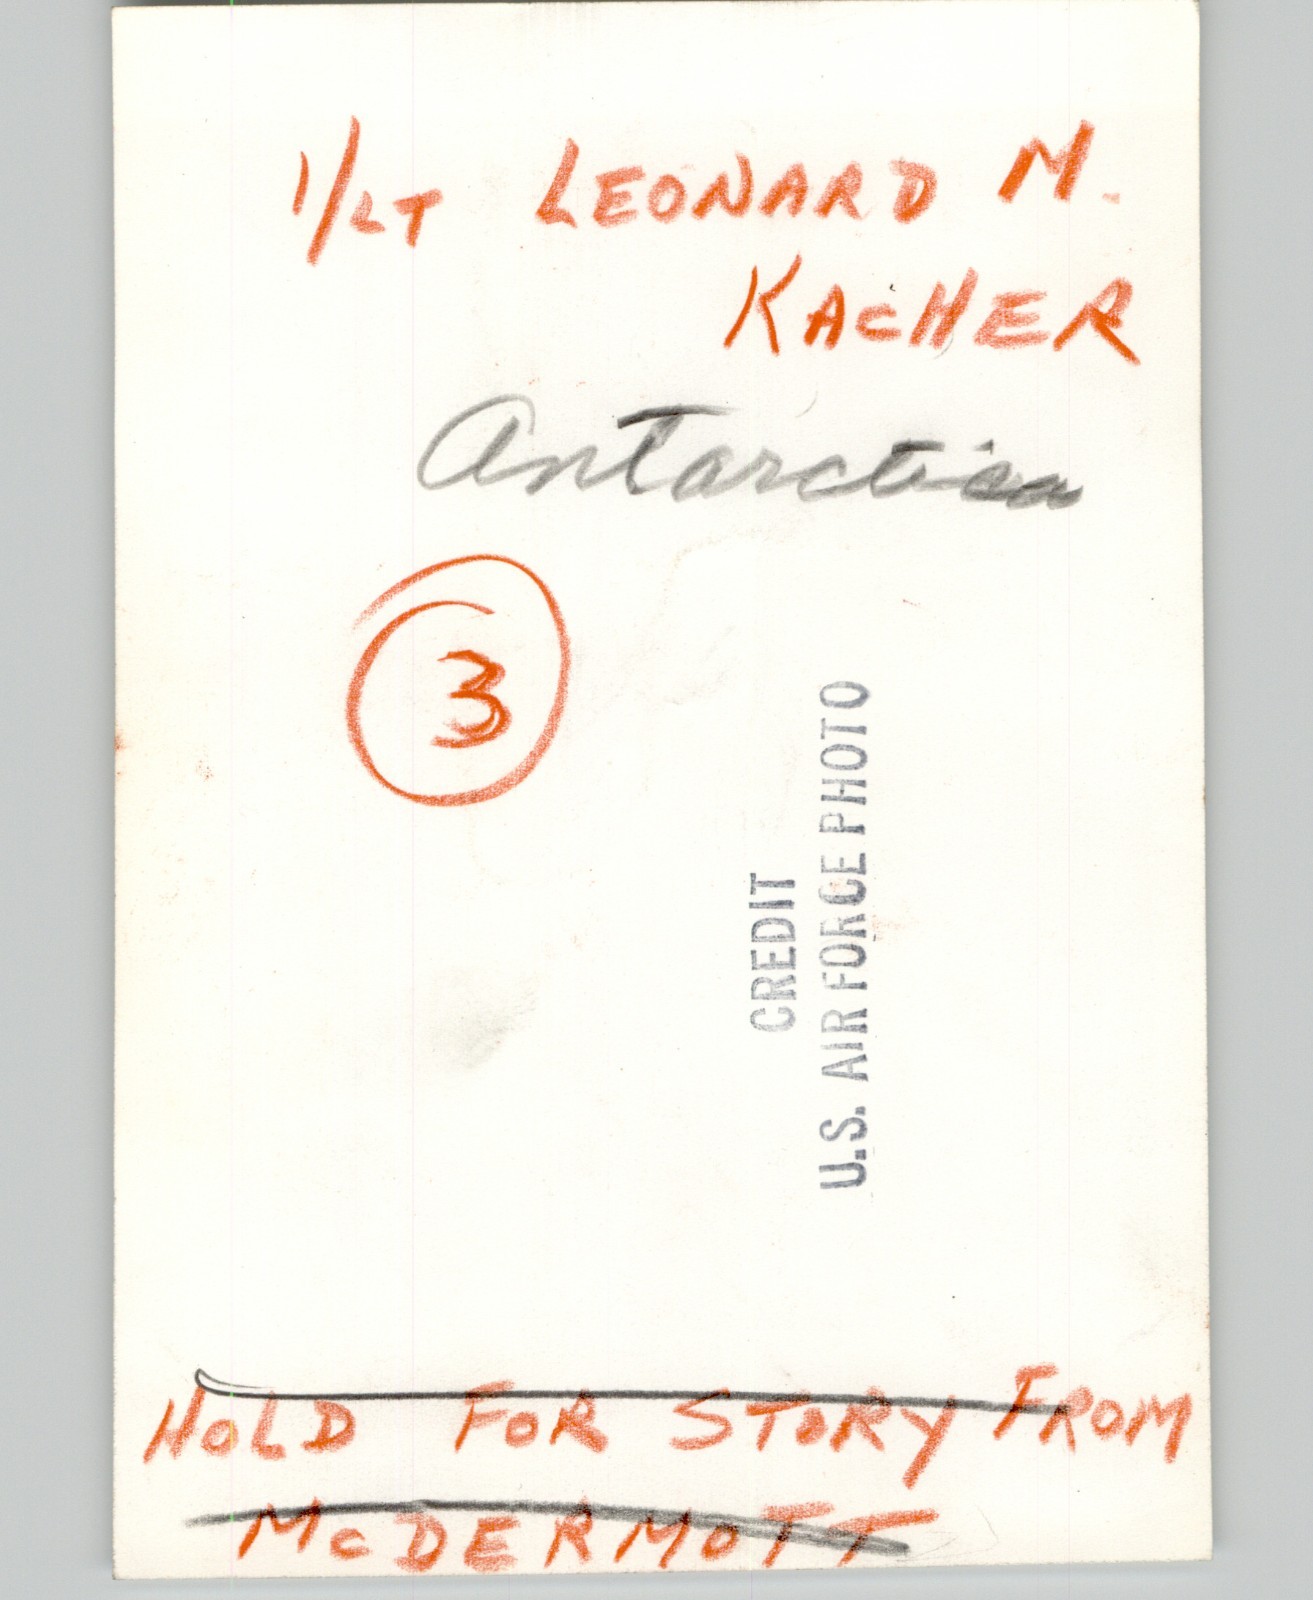 1/LT LEONARD M.
KACHER
Antarctica
3
CREDIT
U.S. AIR FORCE PHOTO
HOLD FOR STORY FROM
McDERMOTT